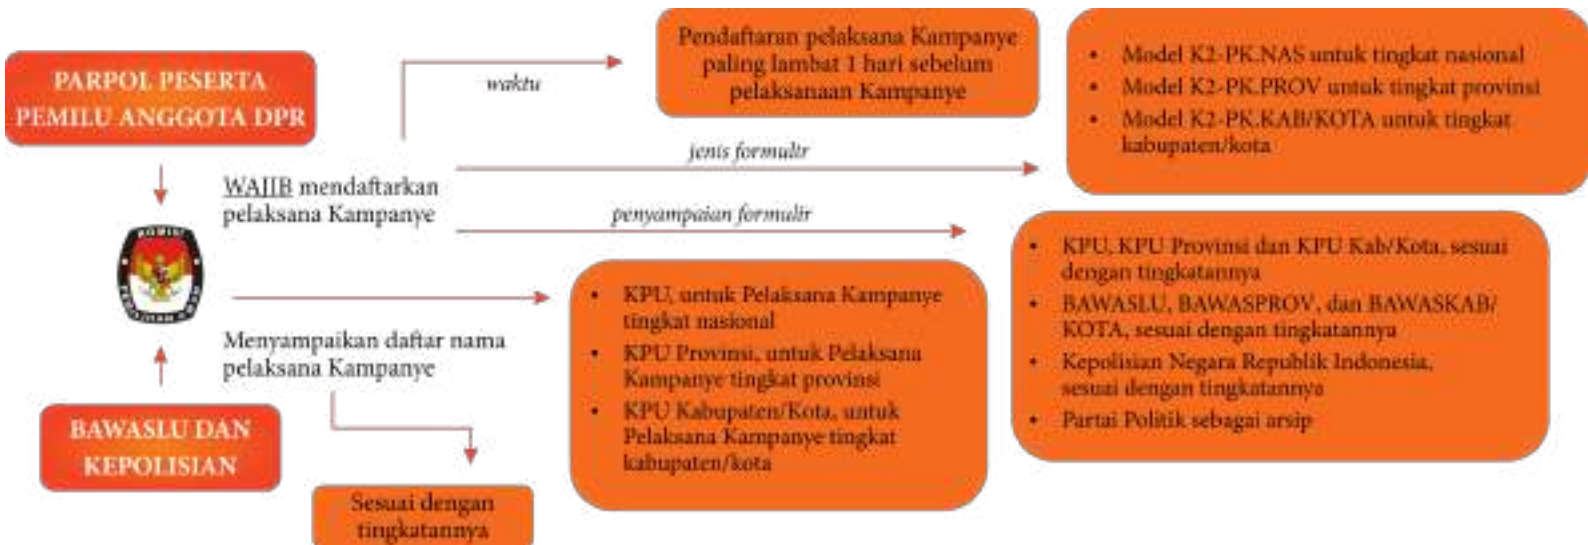 PARPOL PESERTA
PEMILU ANGGOTA DPR
WAJIB mendaftarkan
pelaksana Kampanye
waktu
Pendaftaran pelaksana Kampanye
paling lambat 1 hari sebelum
pelaksanaan Kampanye
jenis formulir
• Model K2-PK.NAS untuk tingkat nasional
• Model K2-PK.PROV untuk tingkat provinsi
• Model K2-PK.KAB/KOTA untuk tingkat
kabupaten/kota
penyampaian formulir
• KPU, KPU Provinsi dan KPU Kab/Kota, sesuai
dengan tingkatannya
• BAWASLU, BAWASPROV, dan BAWASKAB/
KOTA, sesuai dengan tingkatannya
• Kepolisian Negara Republik Indonesia,
sesuai dengan tingkatannya
• Partai Politik sebagai arsip
KOMISI
PEMILIHAN UMUM
• KPU, untuk Pelaksana Kampanye
tingkat nasional
• KPU Provinsi, untuk Pelaksana
Kampanye tingkat provinsi
• KPU Kabupaten/Kota, untuk
Pelaksana Kampanye tingkat
kabupaten/kota
Menyampaikan daftar nama
pelaksana Kampanye
BAWASLU DAN
KEPOLISIAN
Sesuai dengan
tingkatannya